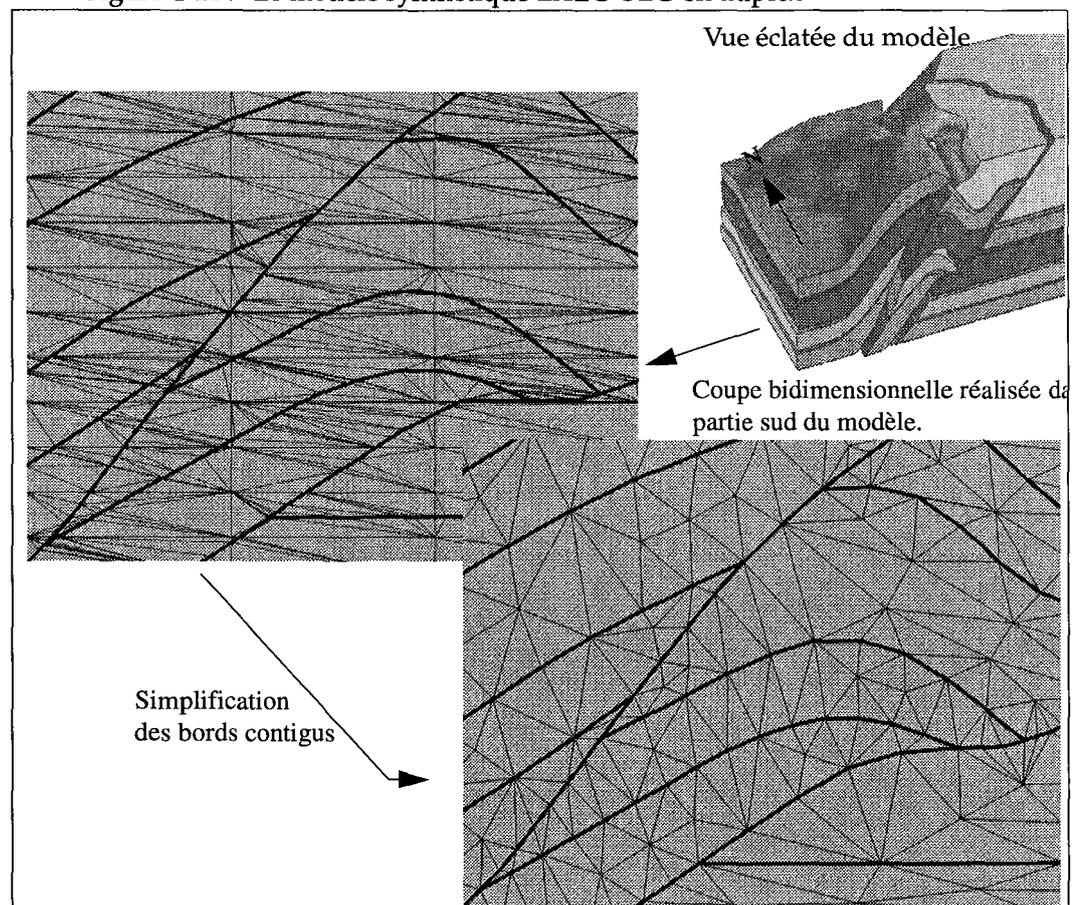 Vue éclatée du modèle
N
Coupe bidimensionnelle réalisée da
partie sud du modèle.
Simplification
des bords contigus